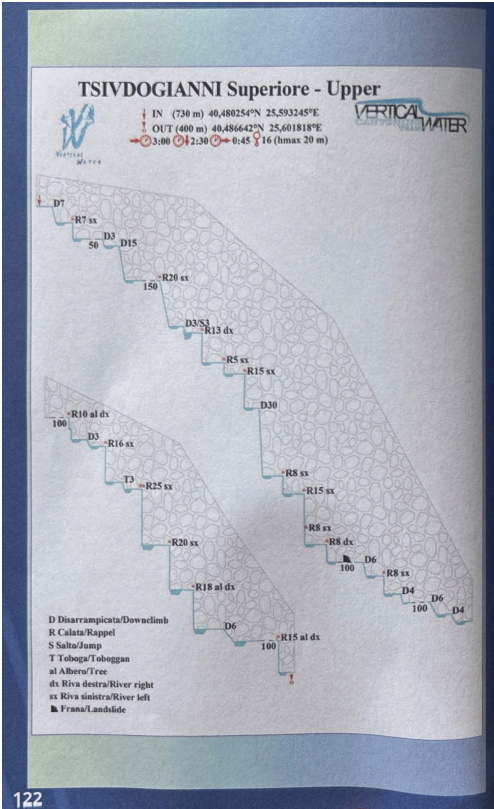 TSIVDOGIANNI Superiore - Upper
IN (730 m) 40,480254°N 25,593245°E
OUT (400 m) 40,486642°N 25,601818°E
3:00 2:30 0:45 16 (hmax 20 m)
VERTICAL WATER
VERTICAL
WATER
D7
R7 sx
50
D3
D15
150
R20 sx
D3/S3
R13 dx
R5 sx
R15 sx
D30
R8 sx
R15 sx
R8 sx
R8 dx
100
D6
R8 sx
D4
100
D6
D4
100
R10 al dx
D3
R16 sx
T3
R25 sx
R20 sx
R18 al dx
D6
100
R15 al dx
D Disarrampicata/Downclimb
R Calata/Rappel
S Salto/Jump
T Toboga/Toboggan
al Albero/Tree
dx Riva destra/River right
sx Riva sinistra/River left
Frana/Landslide
122